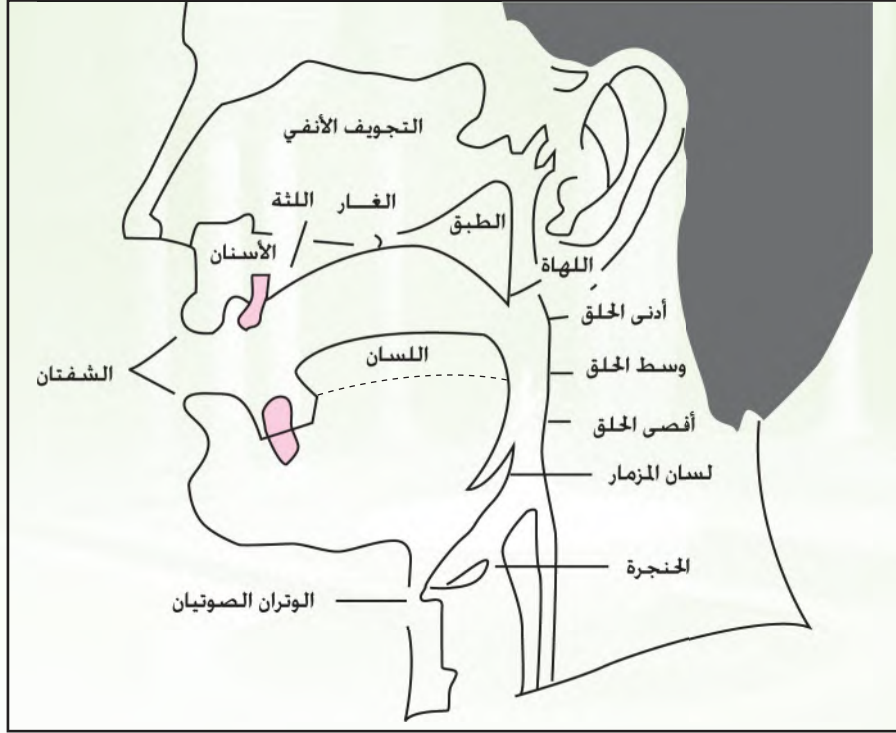 التجويف الأنفي
اللثة
الغـار
الطبق
الأسنان
اللهاة
أدنى الحلق
اللسان
وسط الحلق
الشفتان
أقصى الحلق
لسان المزمار
الحنجرة
الوتران الصوتيان